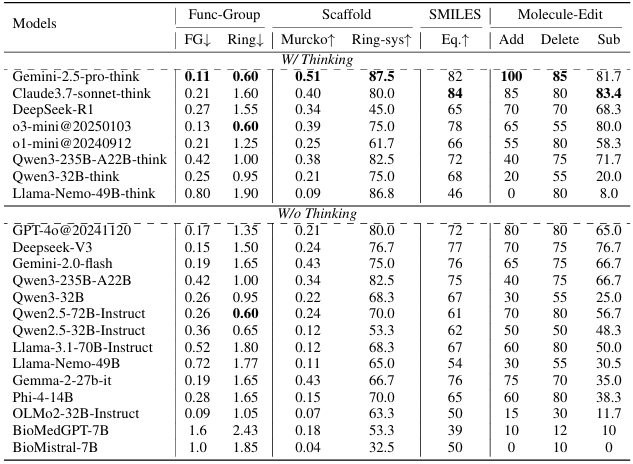 Models Func-Group Scaffold SMILES Molecule-Edit
FG↓ Ring↓ Murcko↑ Ring-sys↑ Eq.↑ Add Delete Sub
W/ Thinking
Gemini-2.5-pro-think 0.11 0.60 0.51 87.5 82 100 85 81.7
Claude3.7-sonnet-think 0.21 1.60 0.40 80.0 84 85 80 83.4
DeepSeek-R1 0.27 1.55 0.34 45.0 65 70 70 68.3
o3-mini@20250103 0.13 0.60 0.39 75.0 78 65 55 80.0
o1-mini@20240912 0.21 1.25 0.25 61.7 66 55 80 58.3
Qwen3-235B-A22B-think 0.42 1.00 0.38 82.5 72 40 75 71.7
Qwen3-32B-think 0.25 0.95 0.21 75.0 68 20 55 20.0
Llama-Nemo-49B-think 0.80 1.90 0.09 86.8 46 0 80 8.0
W/o Thinking
GPT-4o@20241120 0.17 1.35 0.21 80.0 72 80 80 65.0
Deepseek-V3 0.15 1.50 0.24 76.7 77 70 75 76.7
Gemini-2.0-flash 0.19 1.65 0.43 75.0 76 65 75 66.7
Qwen3-235B-A22B 0.42 1.00 0.34 82.5 75 40 75 66.7
Qwen3-32B 0.26 0.95 0.22 68.3 67 30 55 25.0
Qwen2.5-72B-Instruct 0.26 0.60 0.24 70.0 61 70 80 56.7
Qwen2.5-32B-Instruct 0.36 0.65 0.12 53.3 62 50 50 48.3
Llama-3.1-70B-Instruct 0.52 1.80 0.12 68.3 67 60 80 50.0
Llama-Nemo-49B 0.72 1.77 0.11 65.0 54 30 55 30.5
Gemma-2-27b-it 0.19 1.65 0.43 66.7 76 75 70 35.0
Phi-4-14B 0.28 1.65 0.15 70.0 65 60 80 38.3
OLMo2-32B-Instruct 0.09 1.05 0.07 63.3 50 15 30 11.7
BioMedGPT-7B 1.6 2.43 0.18 53.3 39 10 12 10
BioMistral-7B 1.0 1.85 0.04 32.5 50 0 10 0